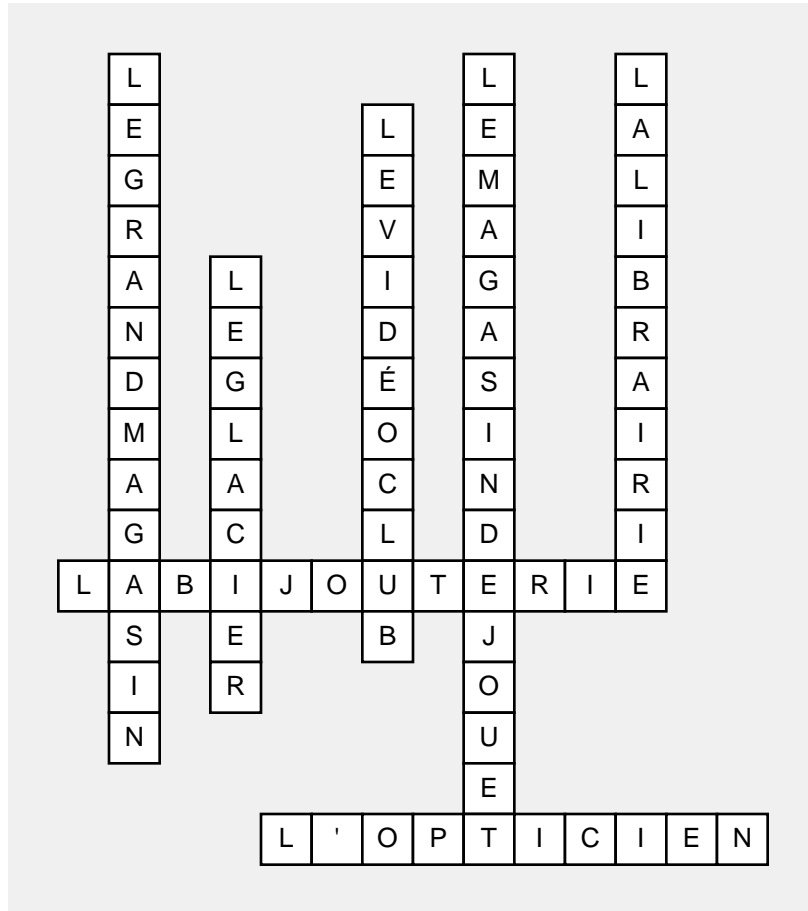 LEGRANDMAGASIN
LEGLACIER
LEVIDÉOCLUB
LEMAGASINDEJOUET
LALIBRAIRIE
LABIJOUTERIE
L'OPTICIEN